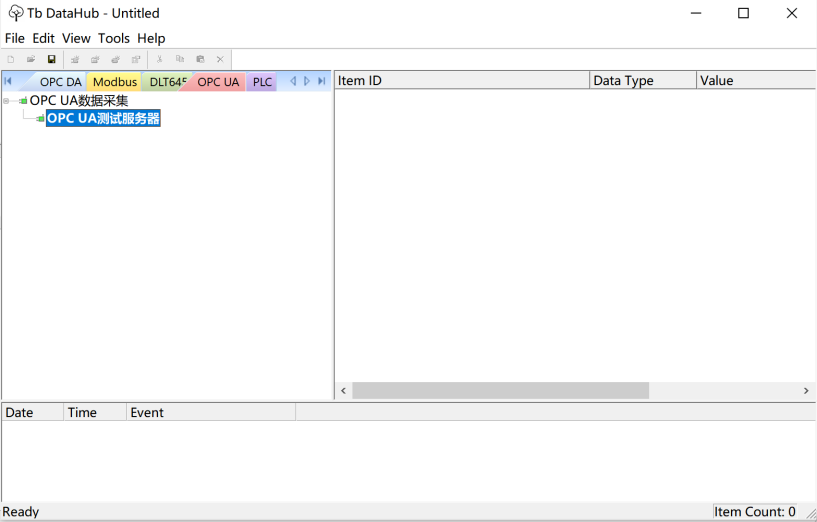 Tb DataHub - Untitled
File Edit View Tools Help
OPC DA Modbus DLT645 OPC UA PLC
Item ID Data Type Value
OPC UA数据采集
OPC UA测试服务器
Date Time Event
Ready Item Count: 0